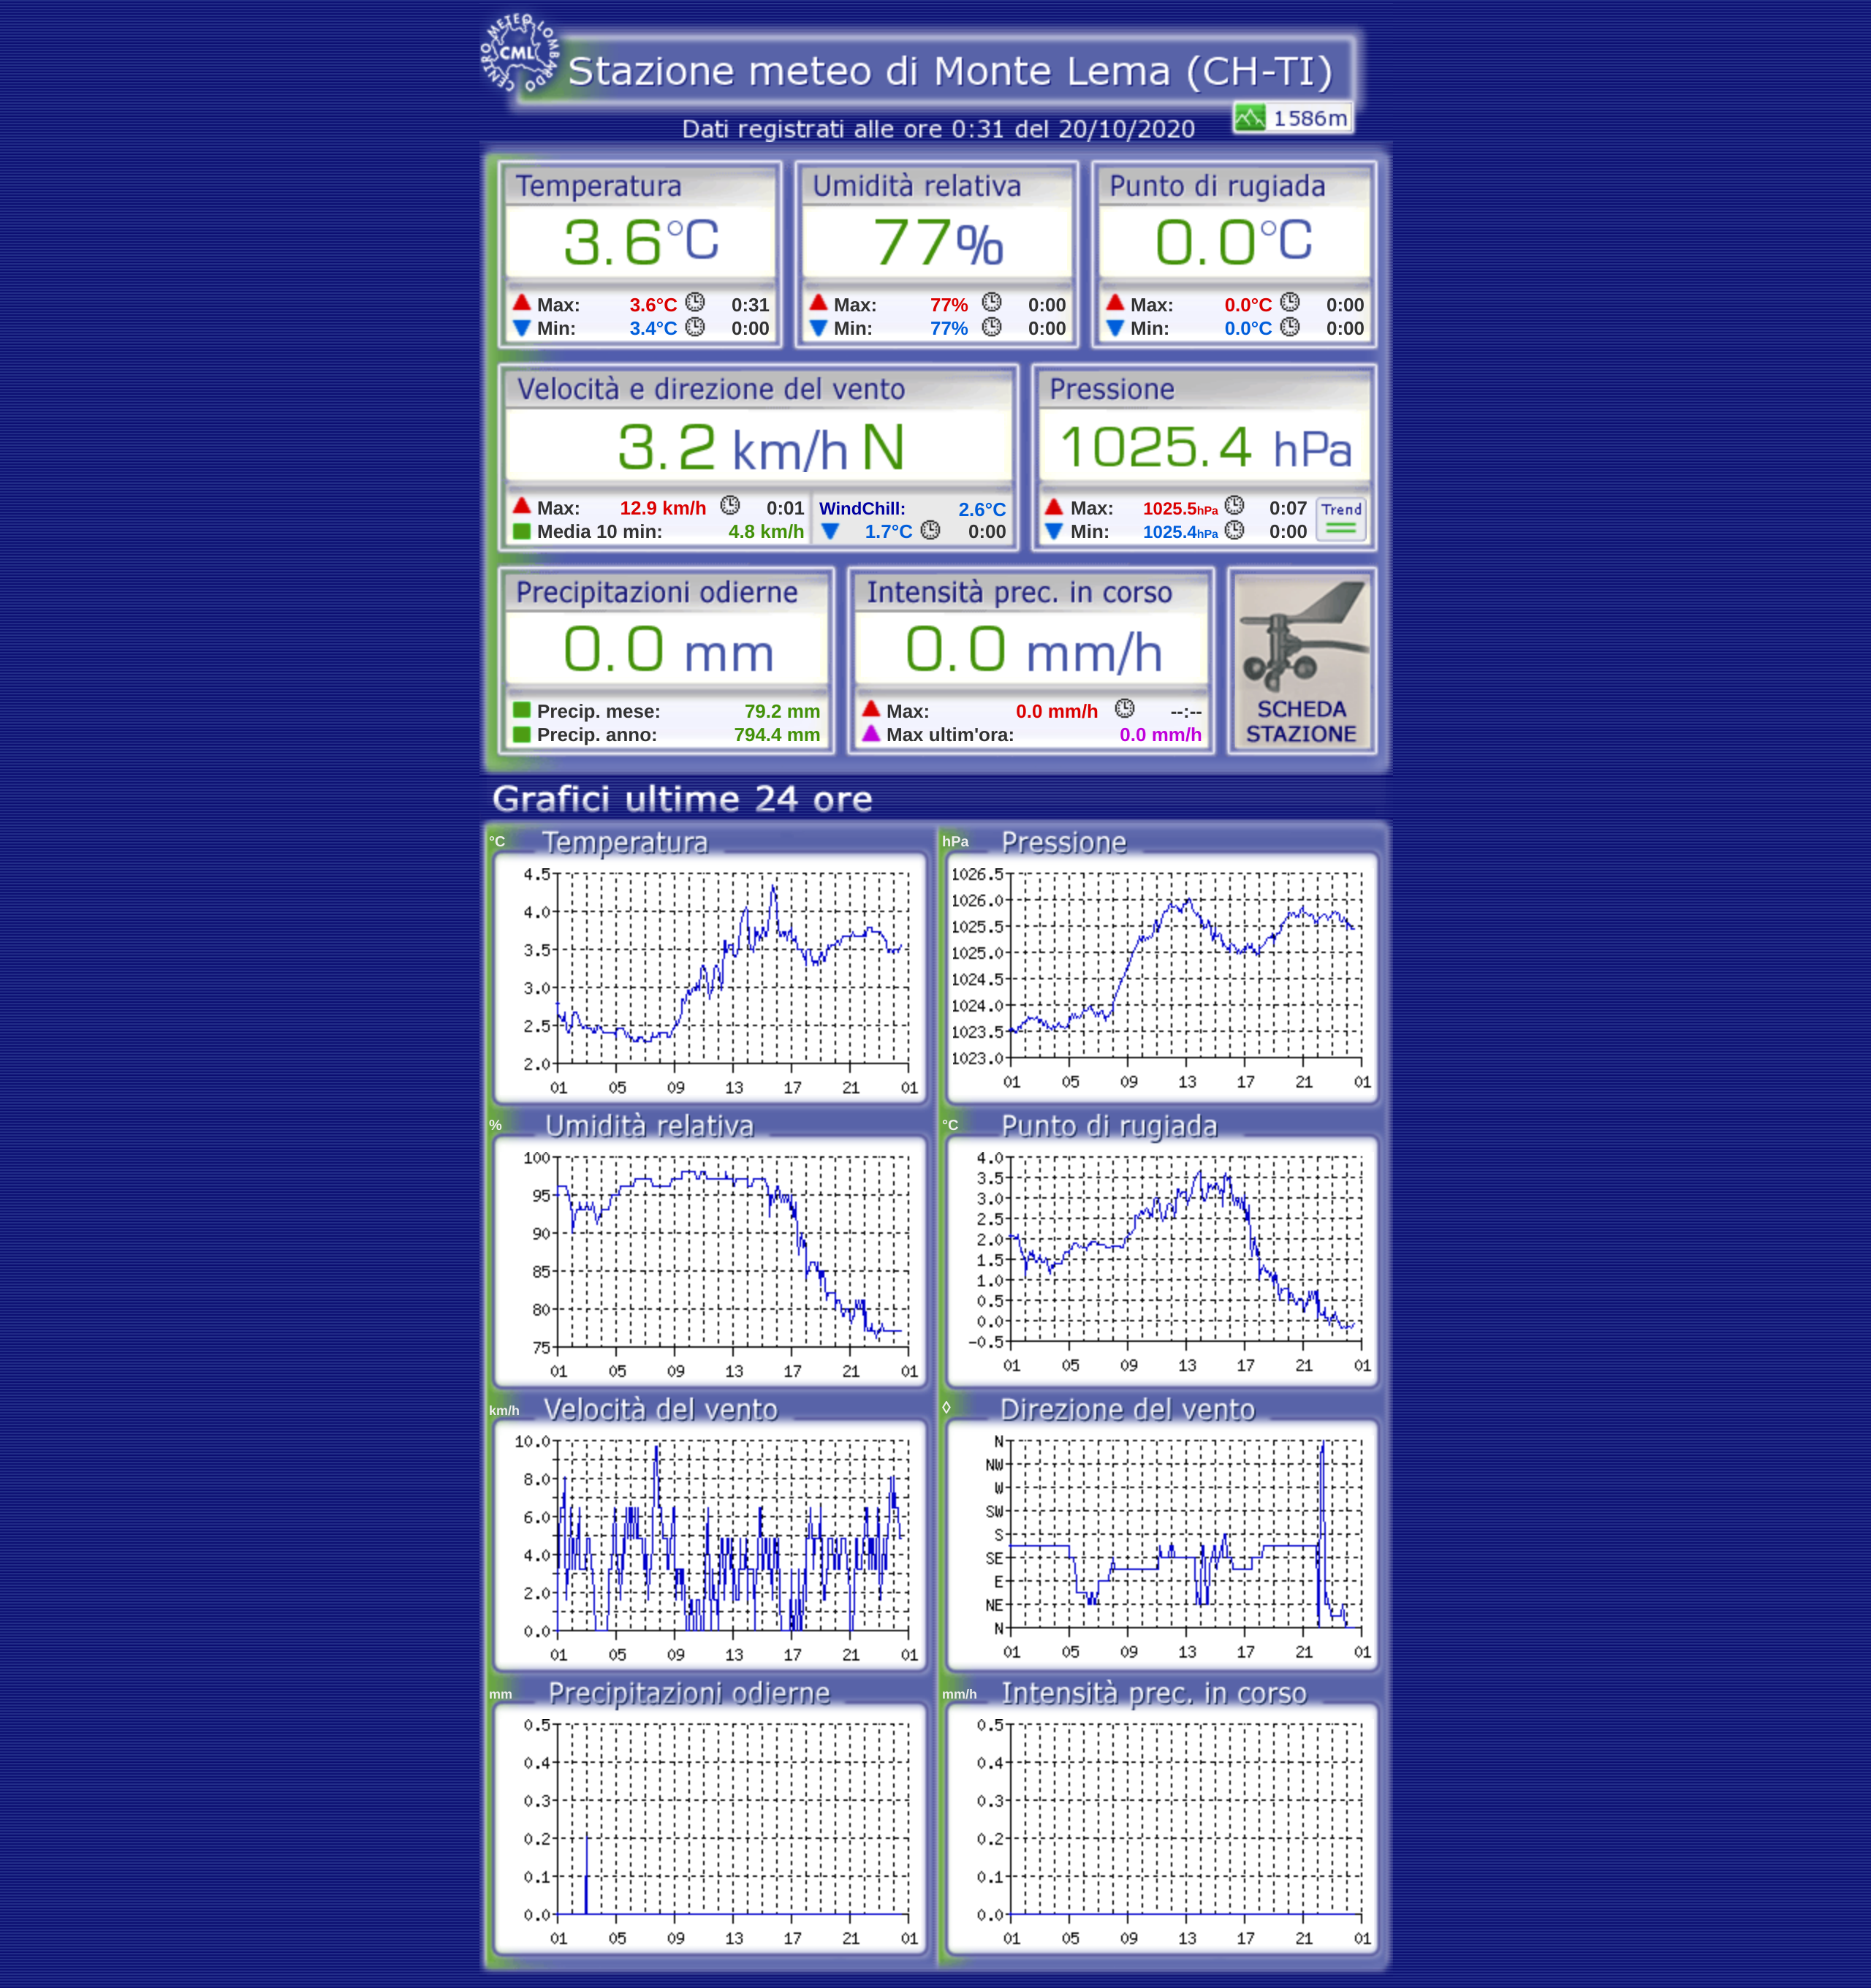 CENTRO METEO LOMBARDO
CML
Stazione meteo di Monte Lema (CH-TI)
1586m
Dati registrati alle ore 0:31 del 20/10/2020
Temperatura
3.6°C
Max: 3.6°C 0:31
Min: 3.4°C 0:00
Umidità relativa
77%
Max: 77% 0:00
Min: 77% 0:00
Punto di rugiada
0.0°C
Max: 0.0°C 0:00
Min: 0.0°C 0:00
Velocità e direzione del vento
3.2 km/h N
Max: 12.9 km/h 0:01
Media 10 min: 4.8 km/h
WindChill: 2.6°C
1.7°C 0:00
Pressione
1025.4 hPa
Max: 1025.5hPa 0:07
Min: 1025.4hPa 0:00
Trend
Precipitazioni odierne
0.0 mm
Precip. mese: 79.2 mm
Precip. anno: 794.4 mm
Intensità prec. in corso
0.0 mm/h
Max: 0.0 mm/h --:--
Max ultim'ora: 0.0 mm/h
SCHEDA
STAZIONE
Grafici ultime 24 ore
°C Temperatura
4.5
4.0
3.5
3.0
2.5
2.0
01 05 09 13 17 21 01
hPa Pressione
1026.5
1026.0
1025.5
1025.0
1024.5
1024.0
1023.5
1023.0
01 05 09 13 17 21 01
% Umidità relativa
100
95
90
85
80
75
01 05 09 13 17 21 01
°C Punto di rugiada
4.0
3.5
3.0
2.5
2.0
1.5
1.0
0.5
0.0
-0.5
01 05 09 13 17 21 01
km/h Velocità del vento
10.0
8.0
6.0
4.0
2.0
0.0
01 05 09 13 17 21 01
◊ Direzione del vento
N
NW
W
SW
S
SE
E
NE
N
01 05 09 13 17 21 01
mm Precipitazioni odierne
0.5
0.4
0.3
0.2
0.1
0.0
01 05 09 13 17 21 01
mm/h Intensità prec. in corso
0.5
0.4
0.3
0.2
0.1
0.0
01 05 09 13 17 21 01